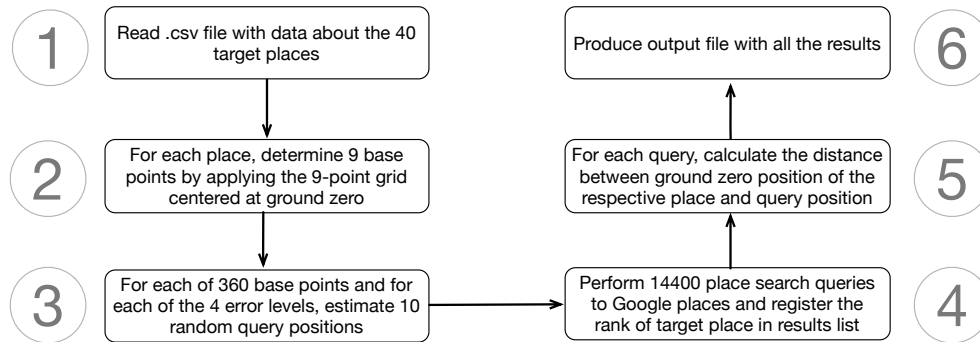 1
Read .csv file with data about the 40
target places
2
For each place, determine 9 base
points by applying the 9-point grid
centered at ground zero
3
For each of 360 base points and for
each of the 4 error levels, estimate 10
random query positions
Perform 14400 place search queries
to Google places and register the
rank of target place in results list
4
For each query, calculate the distance
between ground zero position of the
respective place and query position
5
Produce output file with all the results
6